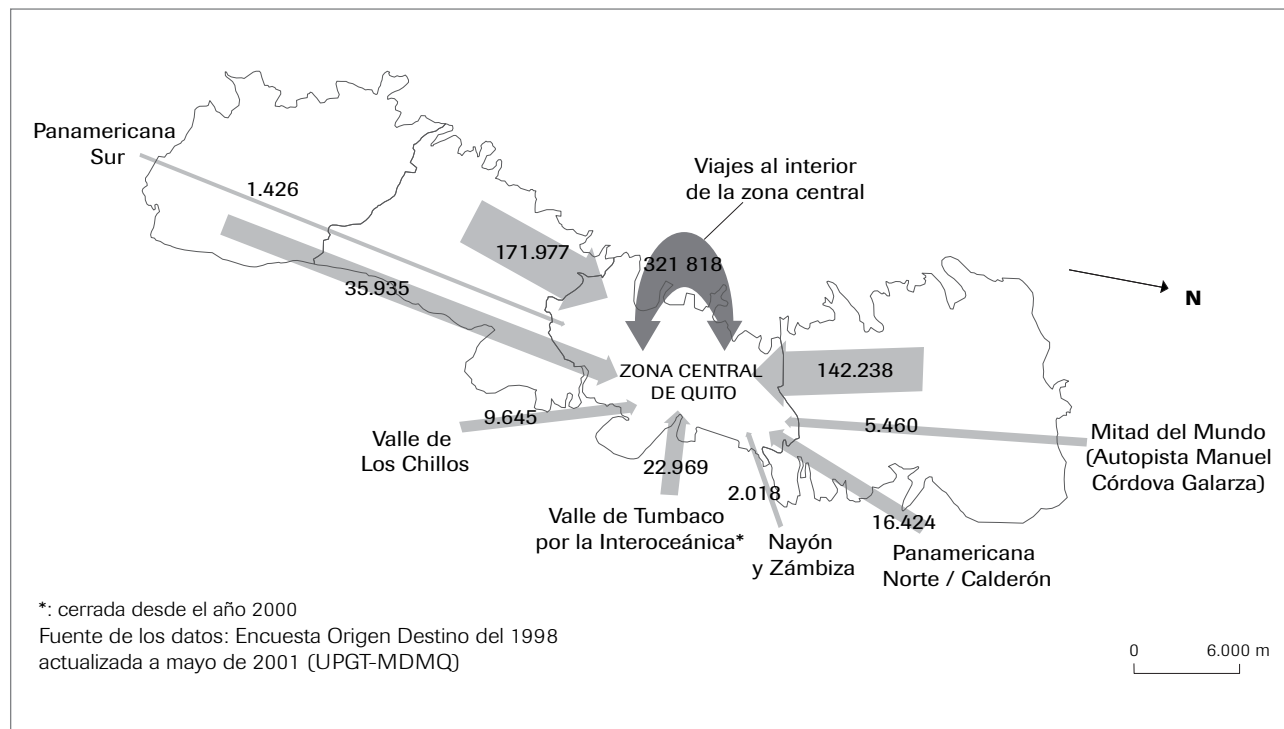 Panamericana
Sur
1.426
35.935
171.977
Viajes al interior
de la zona central
321 818
N
ZONA CENTRAL
DE QUITO
142.238
9.645
Valle de
Los Chillos
22.969
Valle de Tumbaco
por la Interoceánica*
2.018
Nayón
y Zámbiza
5.460
Mitad del Mundo
(Autopista Manuel
Córdova Galarza)
16.424
Panamericana
Norte / Calderón
*: cerrada desde el año 2000
Fuente de los datos: Encuesta Origen Destino del 1998
actualizada a mayo de 2001 (UPGT-MDMQ)
0 6.000 m